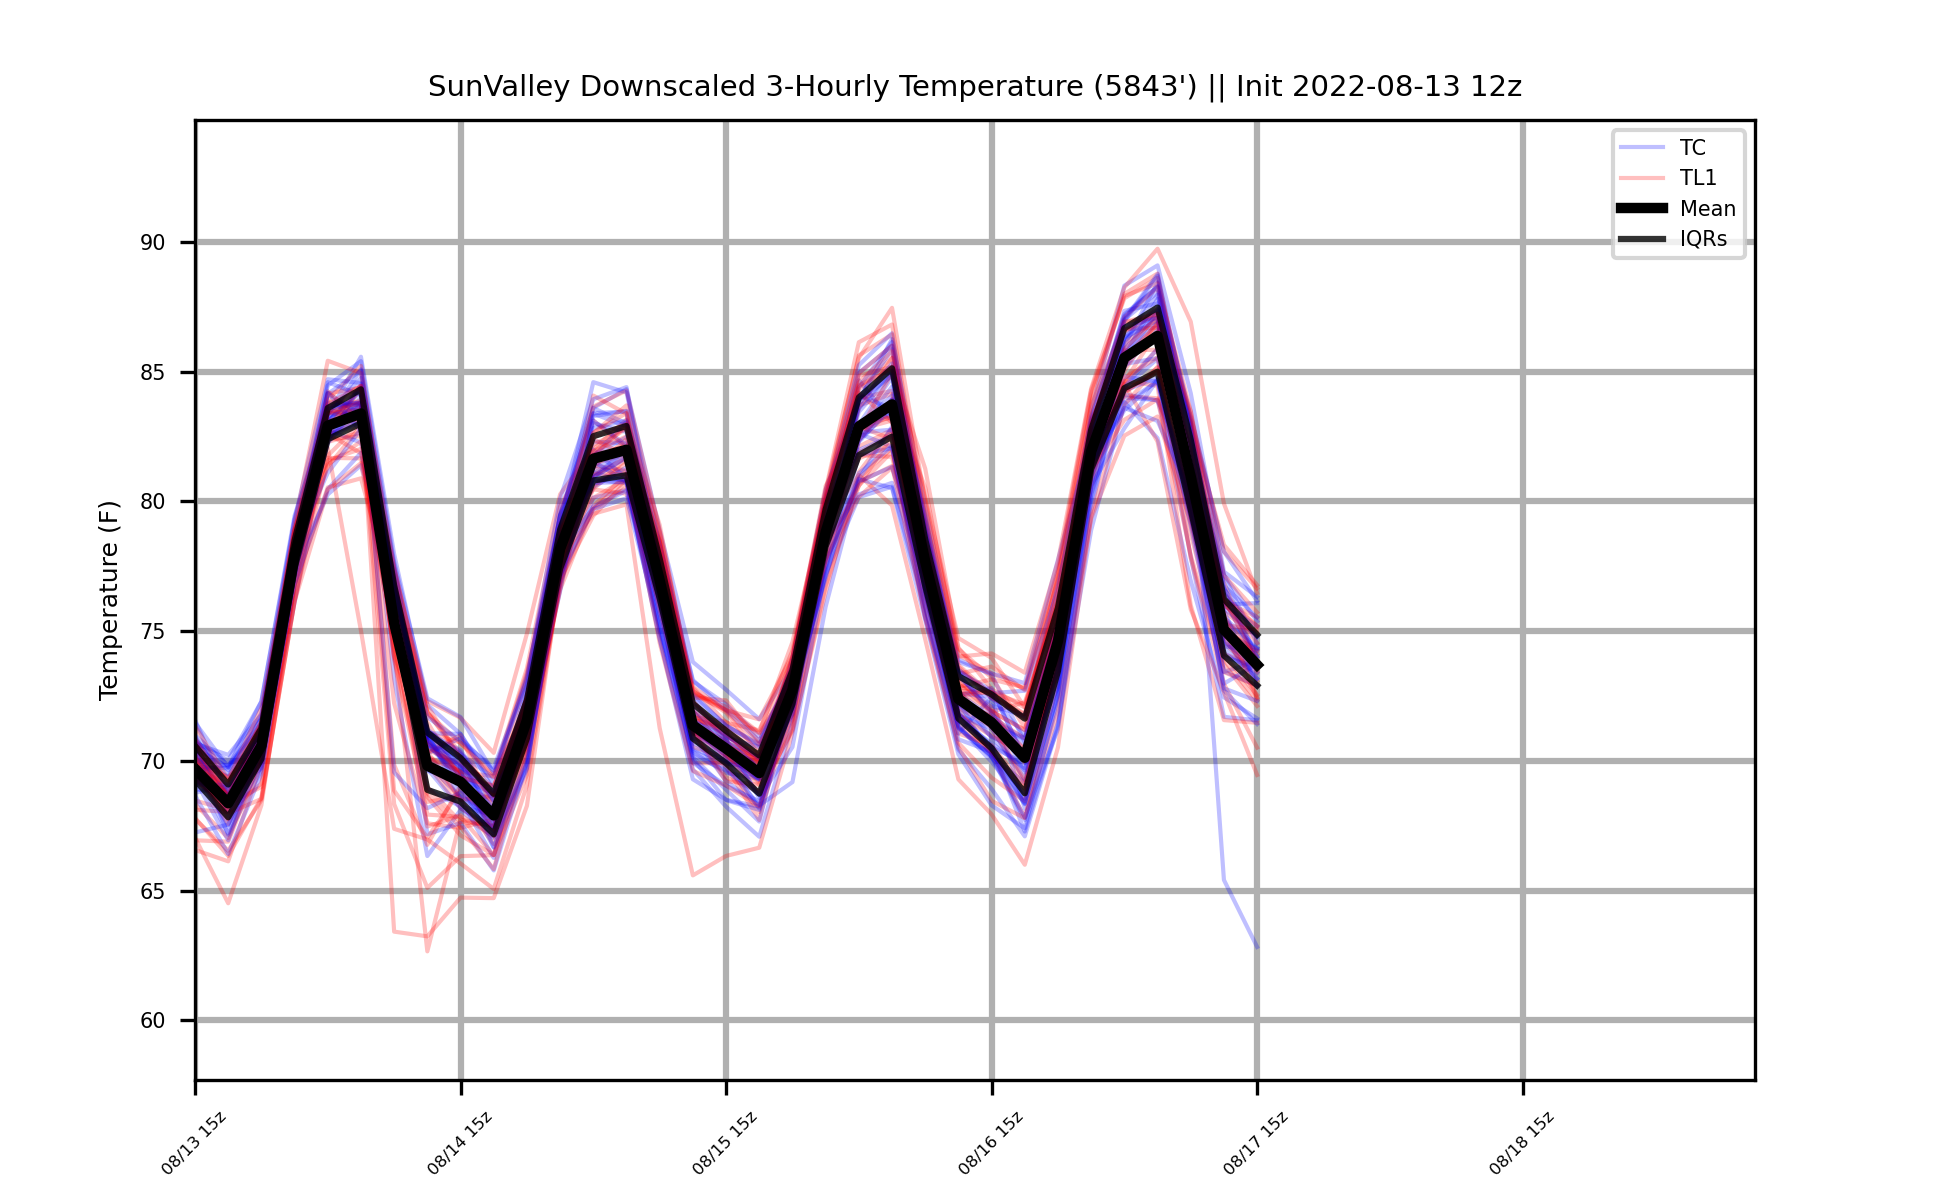 SunValley Downscaled 3-Hourly Temperature (5843') || Init 2022-08-13 12z
TC
TL1
Mean
IQRs
Temperature (F)
90
85
80
75
70
65
60
08/13 15z
08/14 15z
08/15 15z
08/16 15z
08/17 15z
08/18 15z